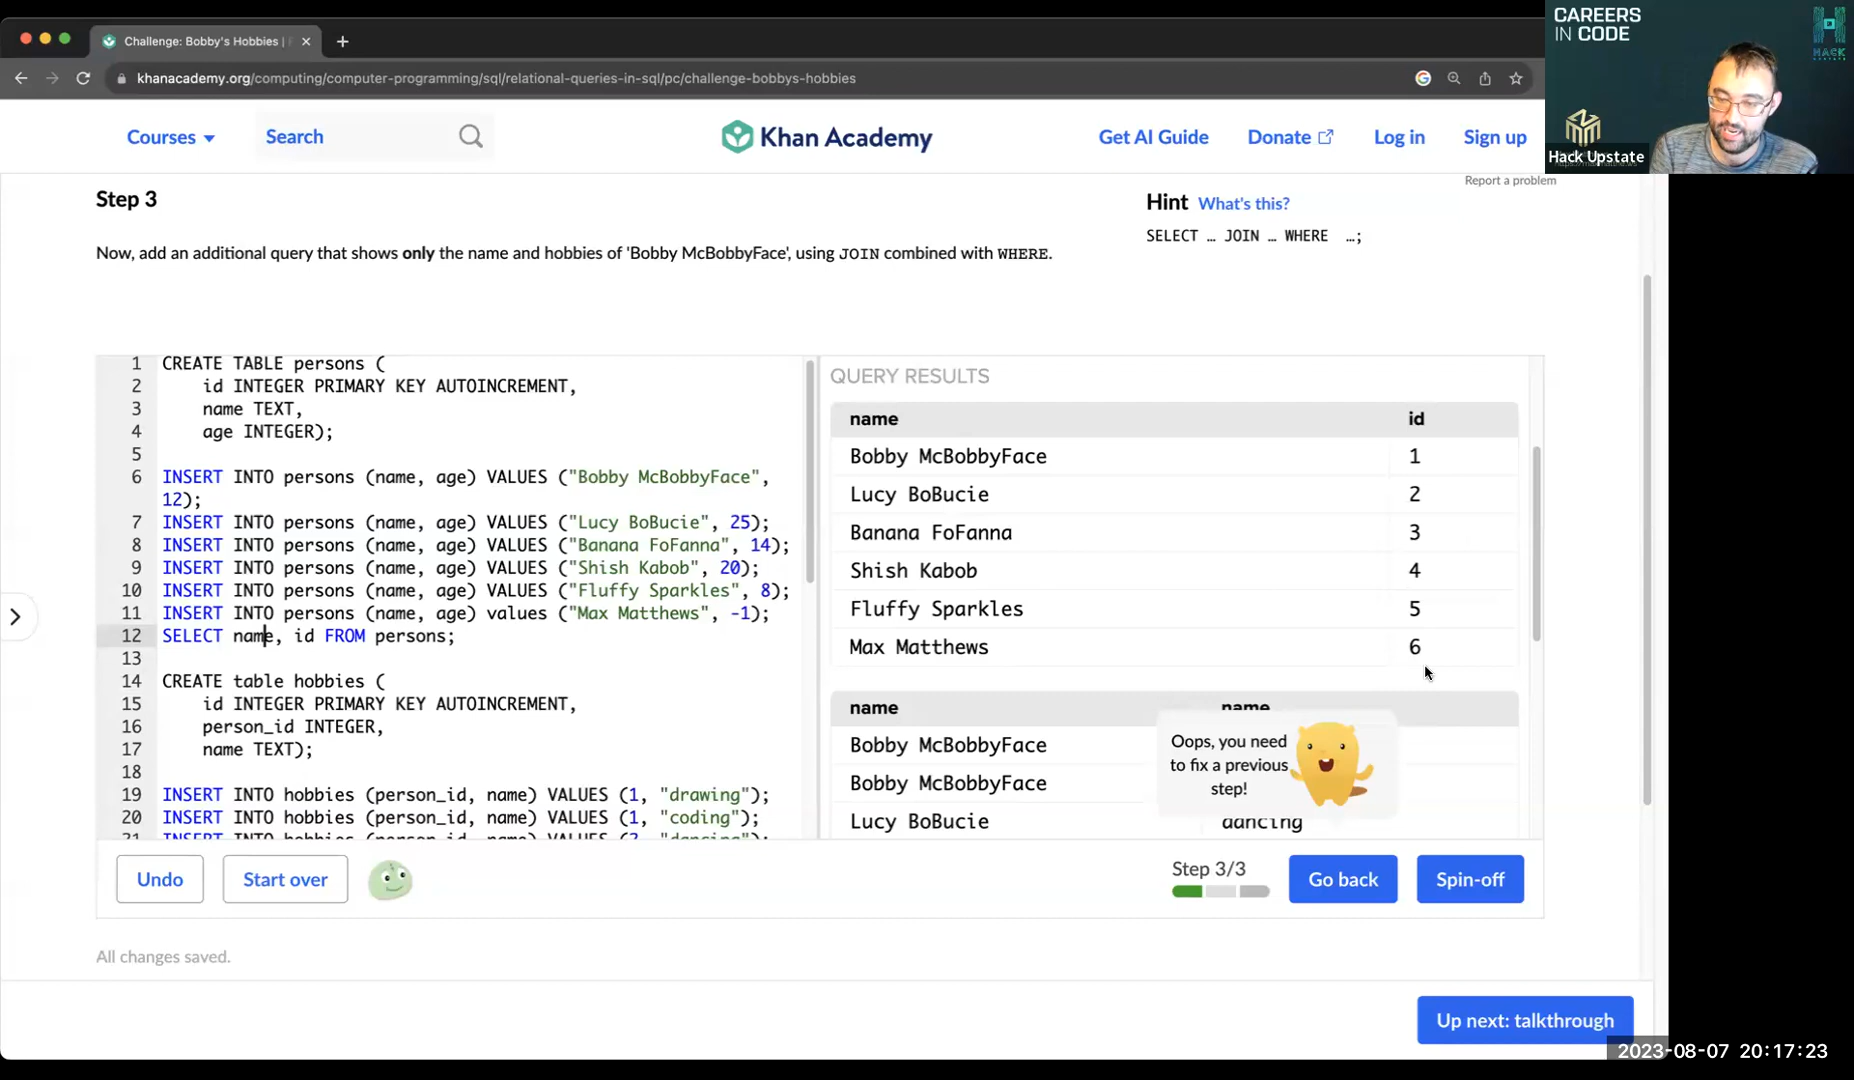 Challenge: Bobby's Hobbies |
khanacademy.org/computing/computer-programming/sql/relational-queries-in-sql/pc/challenge-bobbys-hobbies
CAREERS
IN CODE
HACK
UPSTATE
Hack Upstate
Courses
Search
Khan Academy
Get AI Guide
Donate
Log in
Sign up
Report a problem
Step 3
Now, add an additional query that shows only the name and hobbies of 'Bobby McBobbyFace', using JOIN combined with WHERE.
Hint What's this?
SELECT … JOIN … WHERE …;
1 CREATE TABLE persons (
2 id INTEGER PRIMARY KEY AUTOINCREMENT,
3 name TEXT,
4 age INTEGER);
5
6 INSERT INTO persons (name, age) VALUES ("Bobby McBobbyFace",
12);
7 INSERT INTO persons (name, age) VALUES ("Lucy BoBucie", 25);
8 INSERT INTO persons (name, age) VALUES ("Banana FoFanna", 14);
9 INSERT INTO persons (name, age) VALUES ("Shish Kabob", 20);
10 INSERT INTO persons (name, age) VALUES ("Fluffy Sparkles", 8);
11 INSERT INTO persons (name, age) values ("Max Matthews", -1);
12 SELECT name, id FROM persons;
13
14 CREATE table hobbies (
15 id INTEGER PRIMARY KEY AUTOINCREMENT,
16 person_id INTEGER,
17 name TEXT);
18
19 INSERT INTO hobbies (person_id, name) VALUES (1, "drawing");
20 INSERT INTO hobbies (person_id, name) VALUES (1, "coding");
21 INSERT INTO hobbies (person_id, name) VALUES (2, "dancing");
QUERY RESULTS
name id
Bobby McBobbyFace 1
Lucy BoBucie 2
Banana FoFanna 3
Shish Kabob 4
Fluffy Sparkles 5
Max Matthews 6
name name
Bobby McBobbyFace
Bobby McBobbyFace
Lucy BoBucie dancing
Oops, you need
to fix a previous
step!
Undo
Start over
Step 3/3
Go back
Spin-off
All changes saved.
Up next: talkthrough
2023-08-07 20:17:23